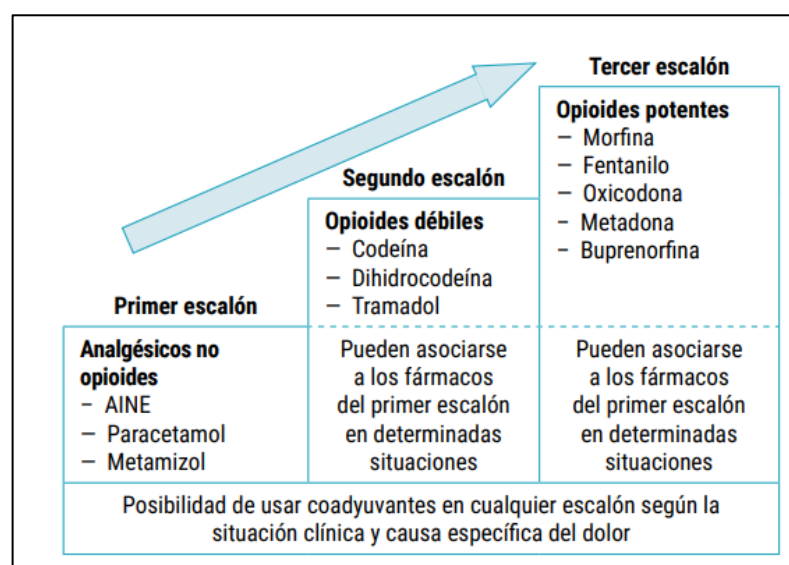 Tercer escalón
Opioides potentes
– Morfina
– Fentanilo
– Oxicodona
– Metadona
– Buprenorfina
Segundo escalón
Opioides débiles
– Codeína
– Dihidrocodeína
– Tramadol
Primer escalón
Analgésicos no
opioides
– AINE
– Paracetamol
– Metamizol
Pueden asociarse
a los fármacos
del primer escalón
en determinadas
situaciones
Pueden asociarse
a los fármacos
del primer escalón
en determinadas
situaciones
Posibilidad de usar coadyuvantes en cualquier escalón según la
situación clínica y causa específica del dolor